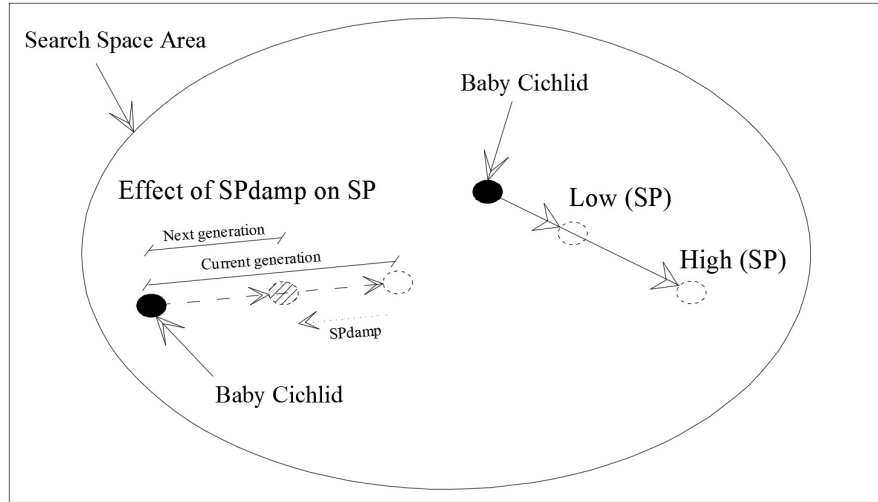 Search Space Area
Baby Cichlid
Effect of SPdamp on SP
Low (SP)
Next generation
High (SP)
Current generation
SPdamp
Baby Cichlid